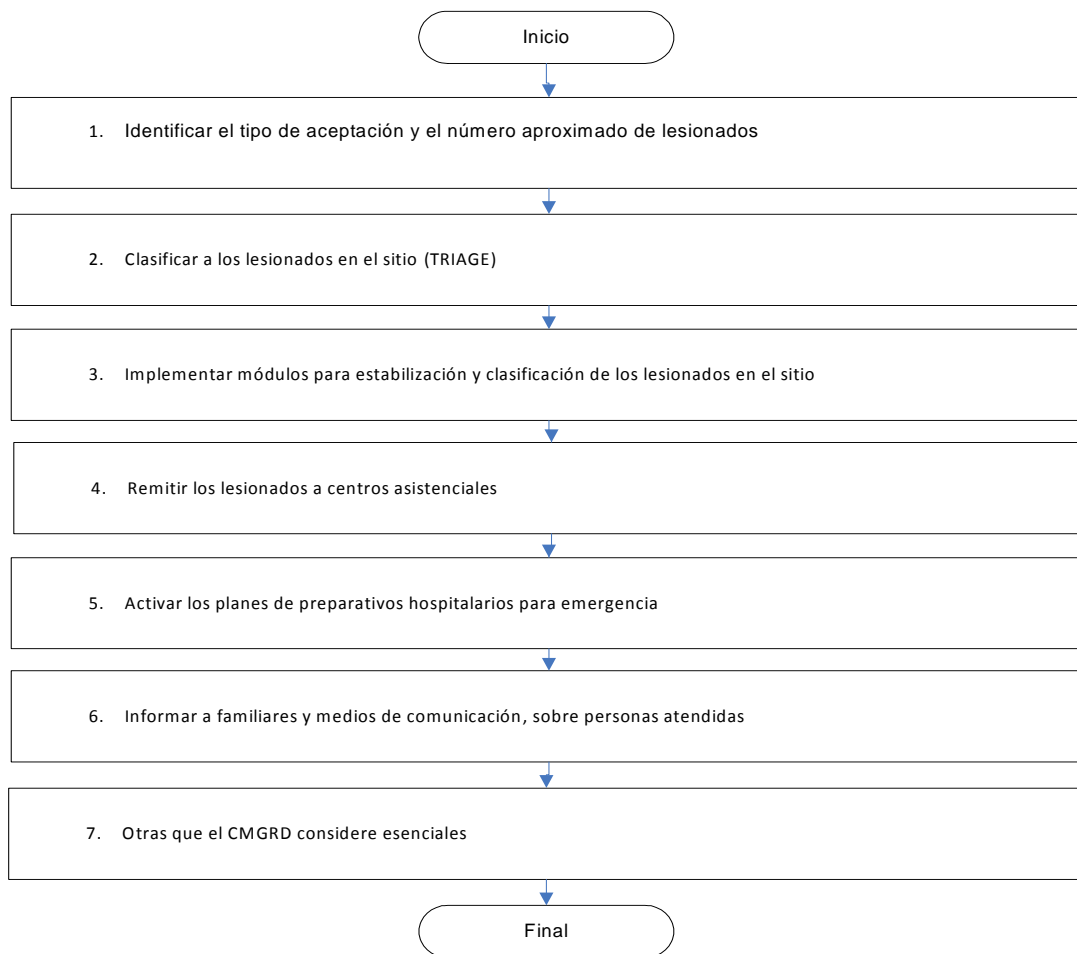 Inicio
1. Identificar el tipo de aceptación y el número aproximado de lesionados
2. Clasificar a los lesionados en el sitio (TRIAGE)
3. Implementar módulos para estabilización y clasificación de los lesionados en el sitio
4. Remitir los lesionados a centros asistenciales
5. Activar los planes de preparativos hospitalarios para emergencia
6. Informar a familiares y medios de comunicación, sobre personas atendidas
7. Otras que el CMGRD considere esenciales
Final